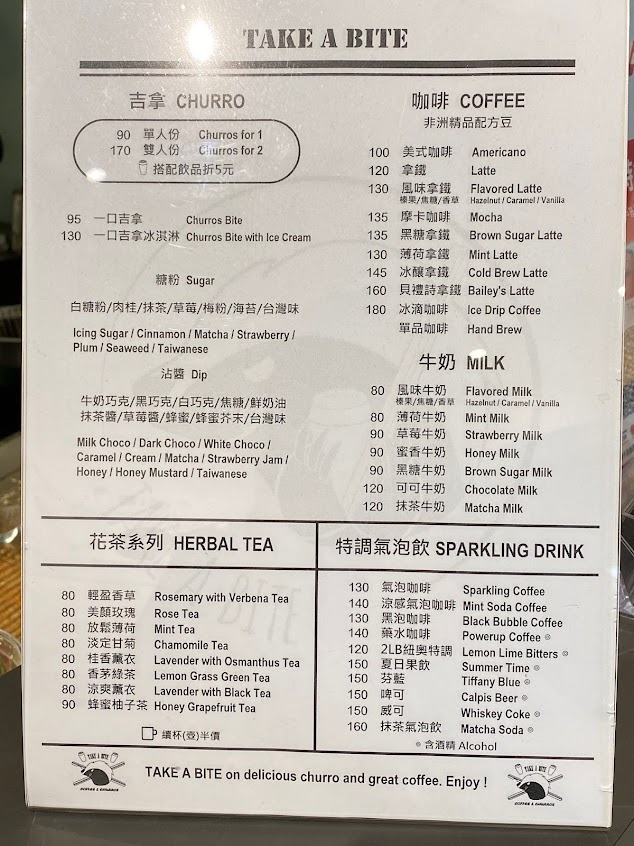 TAKE A BITE
吉拿 CHURRO
90 單人份 Churros for 1
170 雙人份 Churros for 2
搭配飲品折5元
95 一口吉拿 Churros Bite
130 一口吉拿冰淇淋 Churros Bite with Ice Cream
糖粉 Sugar
白糖粉/肉桂/抹茶/草莓/梅粉/海苔/台灣味
Icing Sugar / Cinnamon / Matcha / Strawberry /
Plum / Seaweed / Taiwanese
沾醬 Dip
牛奶巧克/黑巧克/白巧克/焦糖/鮮奶油
抹茶醬/草莓醬/蜂蜜/蜂蜜芥末/台灣味
Milk Choco / Dark Choco / White Choco /
Caramel / Cream / Matcha / Strawberry Jam /
Honey / Honey Mustard / Taiwanese
咖啡 COFFEE
非洲精品配方豆
100 美式咖啡 Americano
120 拿鐵 Latte
130 風味拿鐵 Flavored Latte
榛果/焦糖/香草 Hazelnut / Caramel / Vanilla
135 摩卡咖啡 Mocha
135 黑糖拿鐵 Brown Sugar Latte
130 薄荷拿鐵 Mint Latte
145 冰釀拿鐵 Cold Brew Latte
160 貝禮詩拿鐵 Bailey's Latte
180 冰滴咖啡 Ice Drip Coffee
單品咖啡 Hand Brew
牛奶 MILK
80 風味牛奶 Flavored Milk
榛果/焦糖/香草 Hazelnut / Caramel / Vanilla
80 薄荷牛奶 Mint Milk
90 草莓牛奶 Strawberry Milk
90 蜜香牛奶 Honey Milk
90 黑糖牛奶 Brown Sugar Milk
120 可可牛奶 Chocolate Milk
120 抹茶牛奶 Matcha Milk
花茶系列 HERBAL TEA
80 輕盈香草 Rosemary with Verbena Tea
80 美顏玫瑰 Rose Tea
80 放鬆薄荷 Mint Tea
80 淡定甘菊 Chamomile Tea
80 桂香薰衣 Lavender with Osmanthus Tea
80 香茅綠茶 Lemon Grass Green Tea
80 涼爽薰衣 Lavender with Black Tea
90 蜂蜜柚子茶 Honey Grapefruit Tea
續杯(壺)半價
特調氣泡飲 SPARKLING DRINK
130 氣泡咖啡 Sparkling Coffee
140 涼感氣泡咖啡 Mint Soda Coffee
130 黑泡咖啡 Black Bubble Coffee
140 藥水咖啡 Powerup Coffee ◎
120 2LB紐奧特調 Lemon Lime Bitters ◎
150 夏日果飲 Summer Time ◎
150 芬藍 Tiffany Blue ◎
150 啤可 Calpis Beer ◎
150 威可 Whiskey Coke ◎
160 抹茶氣泡飲 Matcha Soda ◎
◎ 含酒精 Alcohol
TAKE A BITE
COFFEE & CHURROS
TAKE A BITE on delicious churro and great coffee. Enjoy !
TAKE A BITE
COFFEE & CHURROS